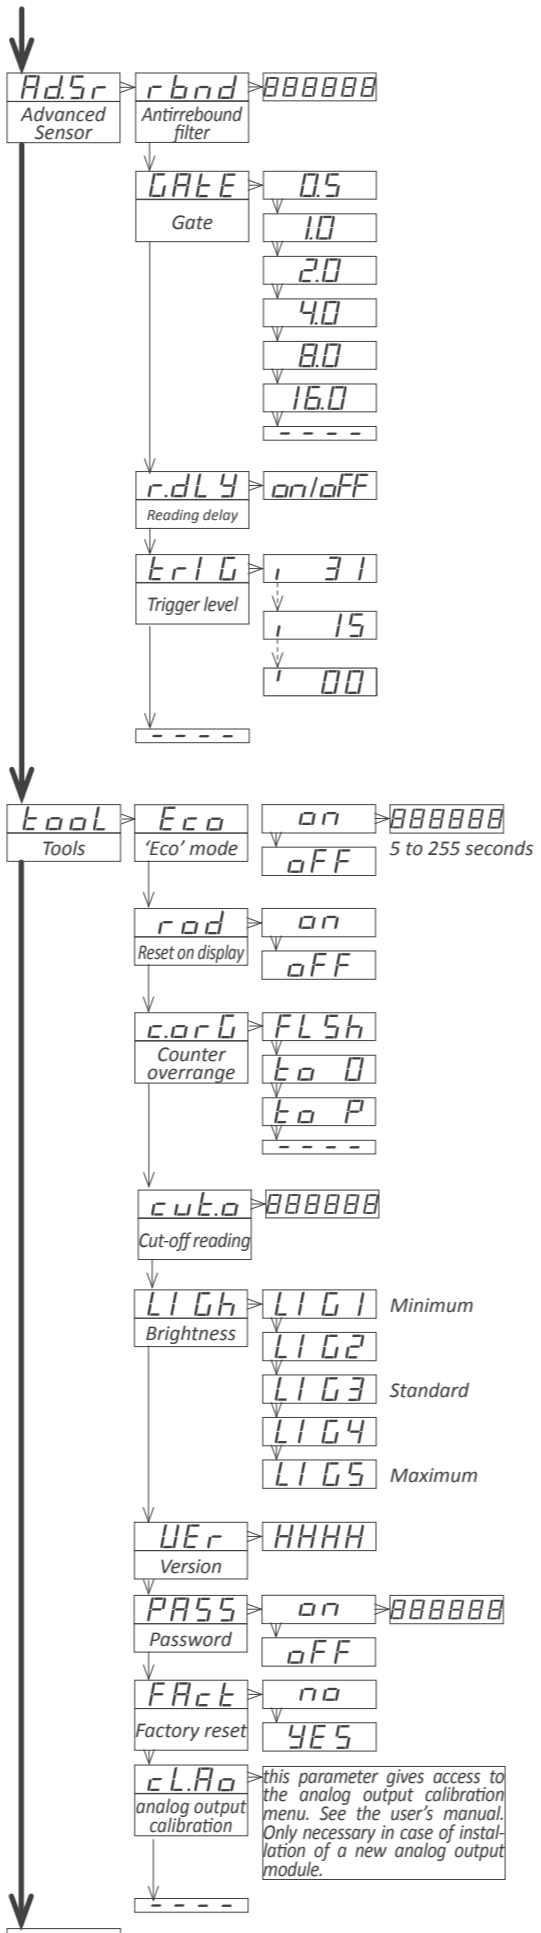 Ad.Sr rbnd 888888
Advanced Sensor
Antirrebound filter
GAtE 0.5
Gate
1.0
2.0
4.0
8.0
16.0
- - - -
r.dLY on/oFF
Reading delay
trIG ı 31
Trigger level
ı 15
ı 00
- - - -
tooL Eco on 888888
Tools
'Eco' mode
oFF
5 to 255 seconds
rod on
Reset on display
oFF
c.orG FLSh
Counter
overrange
to 0
to P
- - - -
cut.o 888888
Cut-off reading
LIGh LIG1 Minimum
Brightness
LIG2
LIG3 Standard
LIG4
LIG5 Maximum
VEr HHHH
Version
PASS on 888888
Password
oFF
FAct no
Factory reset
YES
cL.Ao
analog output
calibration
this parameter gives access to
the analog output calibration
menu. See the user's manual.
Only necessary in case of instal-
lation of a new analog output
module.
- - - -